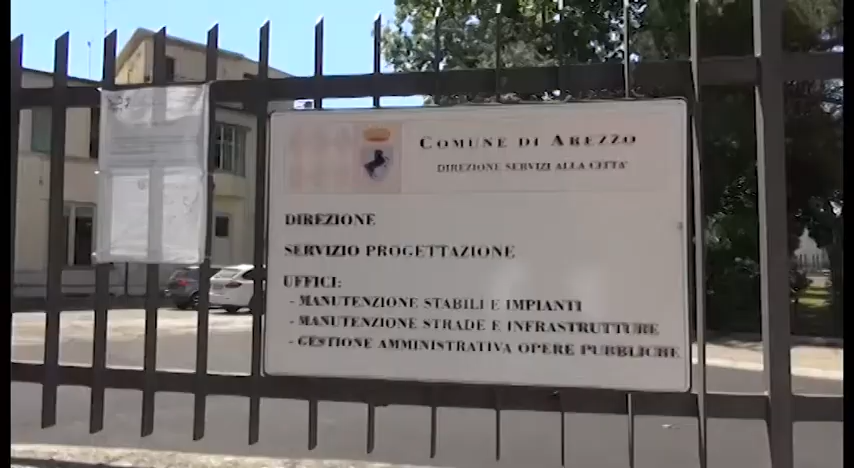 COMUNE DI AREZZO
DIREZIONE SERVIZI ALLA CITTA'
DIREZIONE
SERVIZIO PROGETTAZIONE
UFFICI:
- MANUTENZIONE STABILI E IMPIANTI
- MANUTENZIONE STRADE E INFRASTRUTTURE
- GESTIONE AMMINISTRATIVA OPERE PUBBLICHE